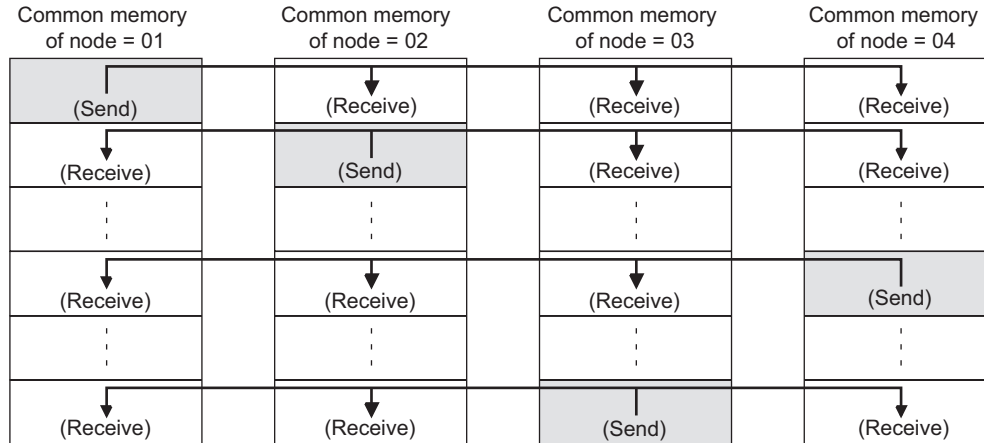 Common memory of node = 01
Common memory of node = 02
Common memory of node = 03
Common memory of node = 04
(Send)
(Receive)
(Receive)
(Receive)
(Receive)
(Send)
(Receive)
(Receive)
(Receive)
(Receive)
(Receive)
(Send)
(Receive)
(Receive)
(Send)
(Receive)